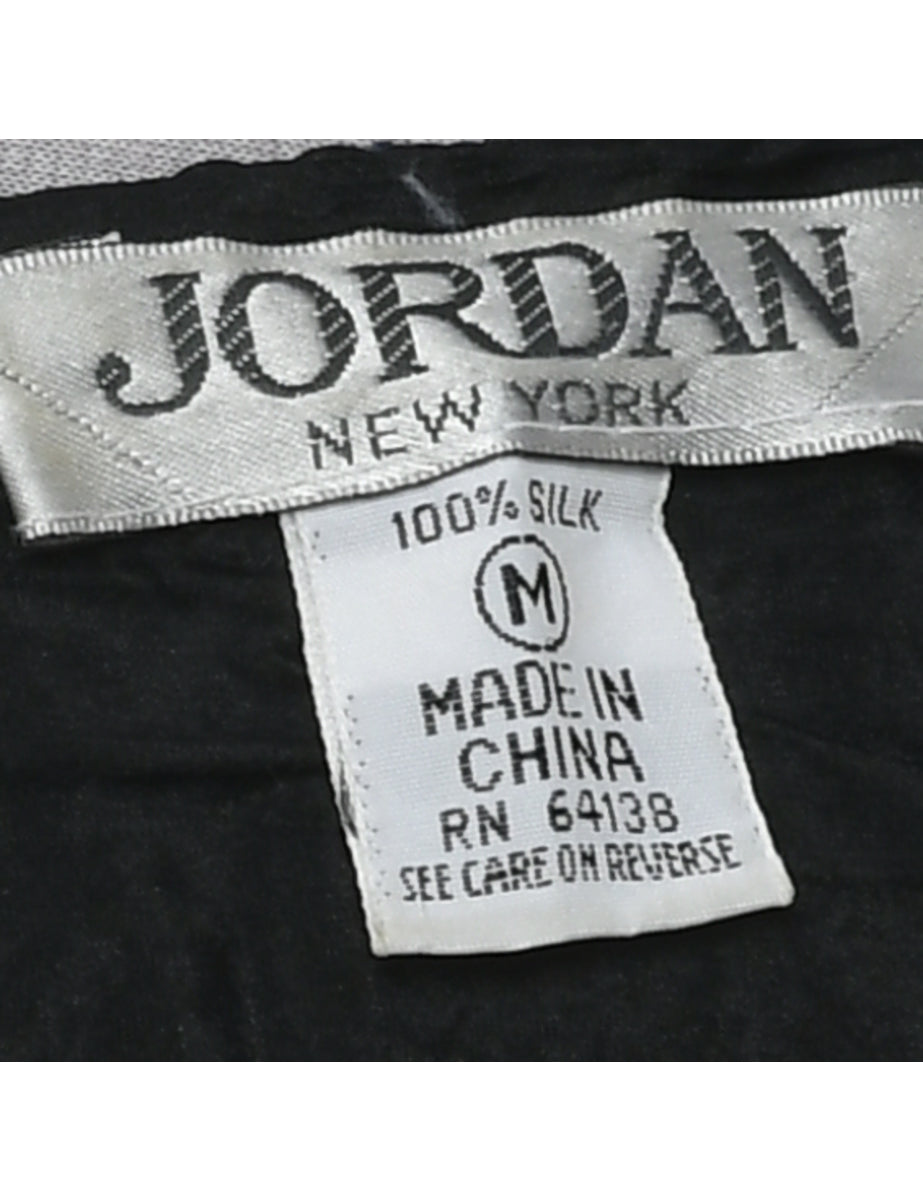 JORDAN
NEW YORK
100% SILK
M
MADE IN
CHINA
RN 64138
SEE CARE ON REVERSE